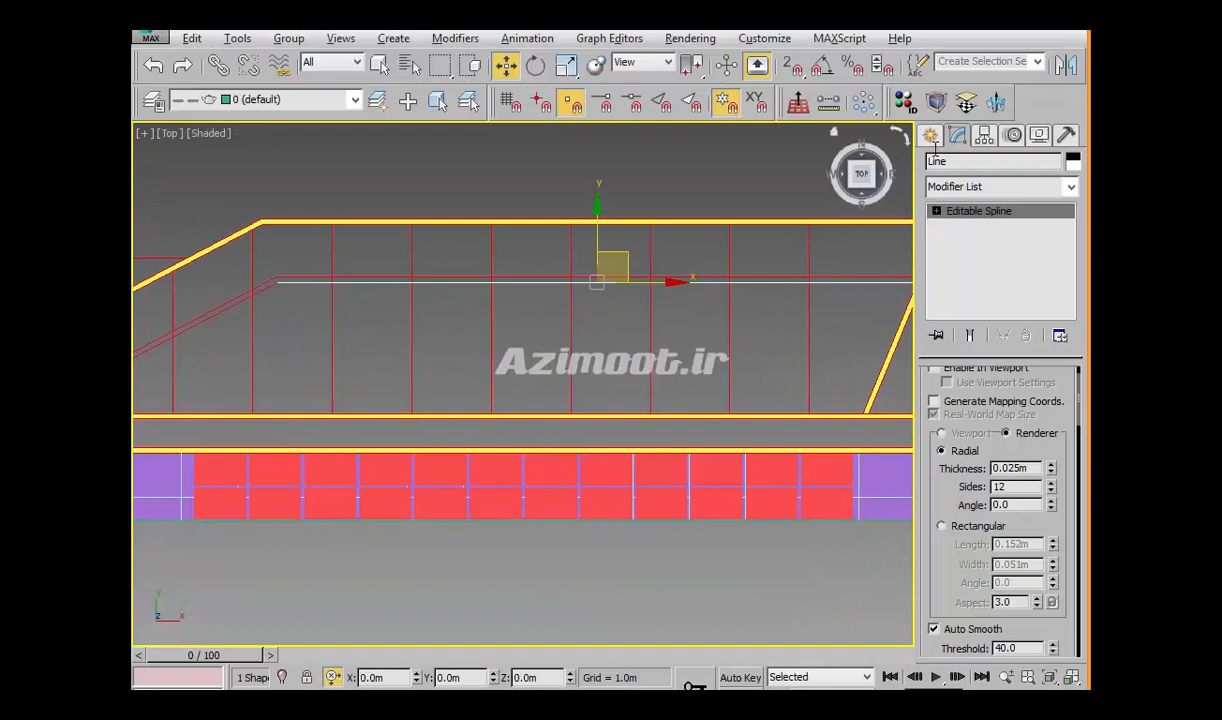 MAX Edit Tools Group Views Create Modifiers Animation Graph Editors Rendering Customize MAXScript Help
All View Create Selection Se
0 (default)
[+] [Top] [Shaded]
Line
TOP
Modifier List
Editable Spline
y
x
Azimoot.ir
Enable In Viewport
Use Viewport Settings
Generate Mapping Coords.
Real-World Map Size
Viewport Renderer
Radial
Thickness: 0.025m
Sides: 12
Angle: 0.0
Rectangular
Length: 0.152m
Width: 0.051m
Angle: 0.0
Aspect: 3.0
Auto Smooth
Threshold: 40.0
y
z x
< 0 / 100 >
1 Shap X: 0.0m Y: 0.0m Z: 0.0m Grid = 1.0m Auto Key Selected